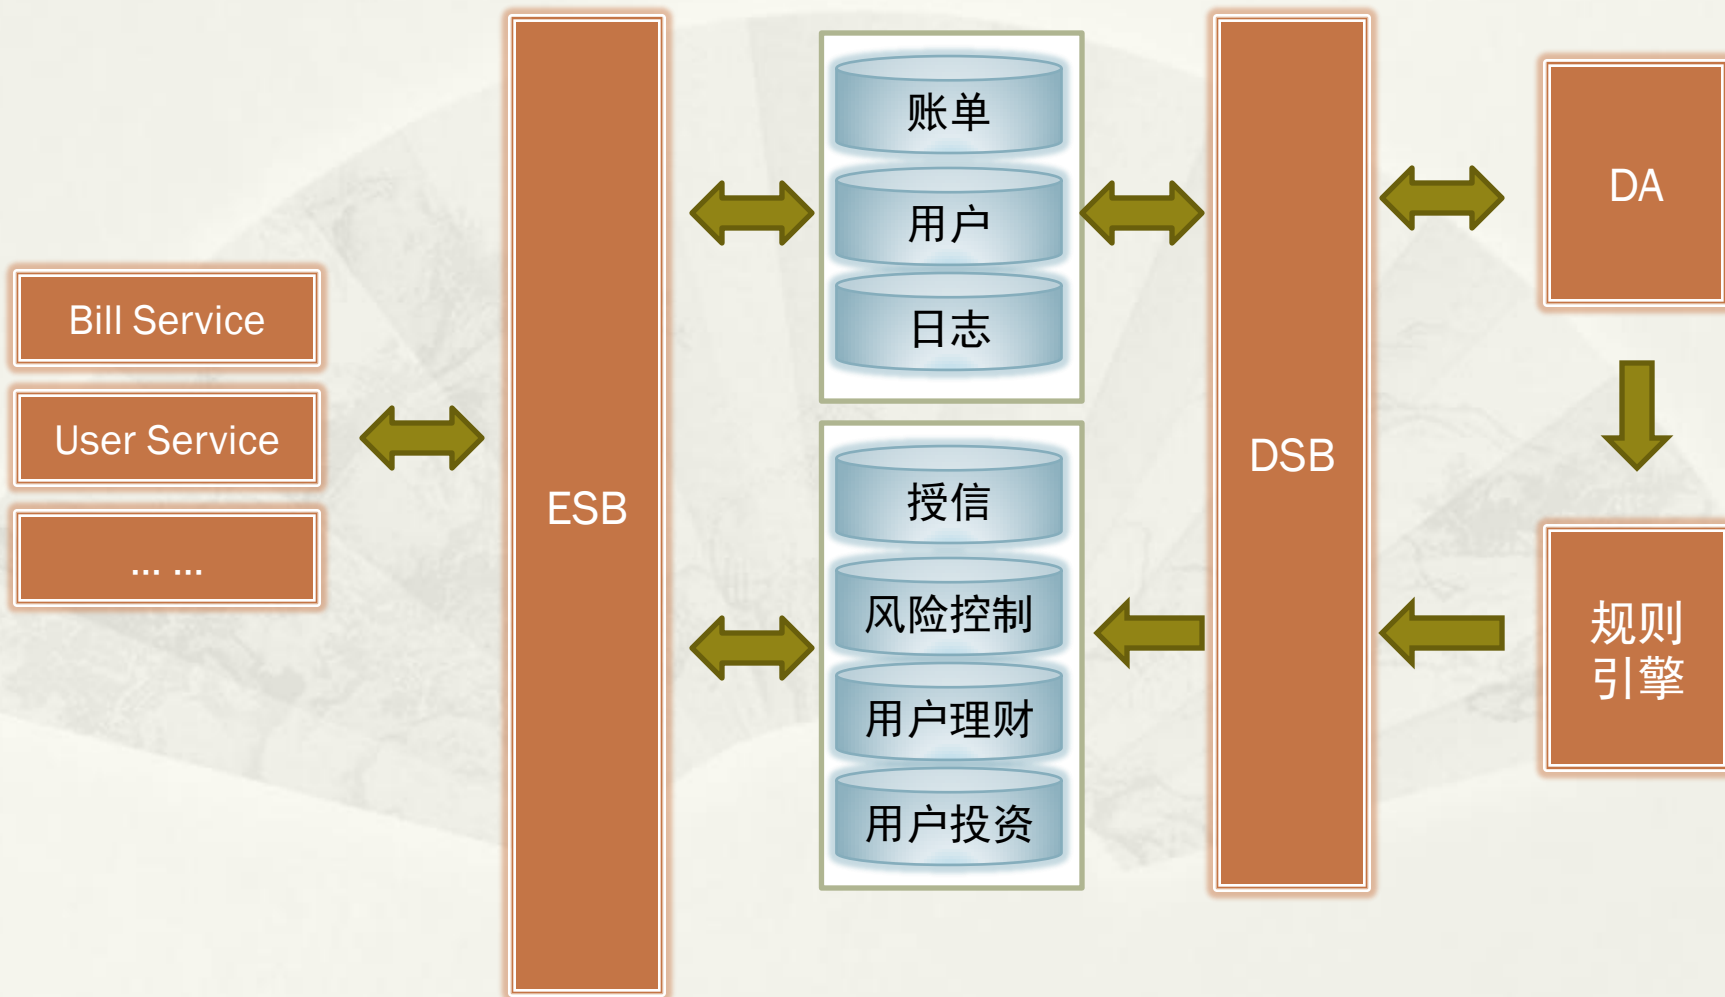 Bill Service
User Service
... ...
ESB
账单
用户
日志
授信
风险控制
用户理财
用户投资
DSB
DA
规则
引擎